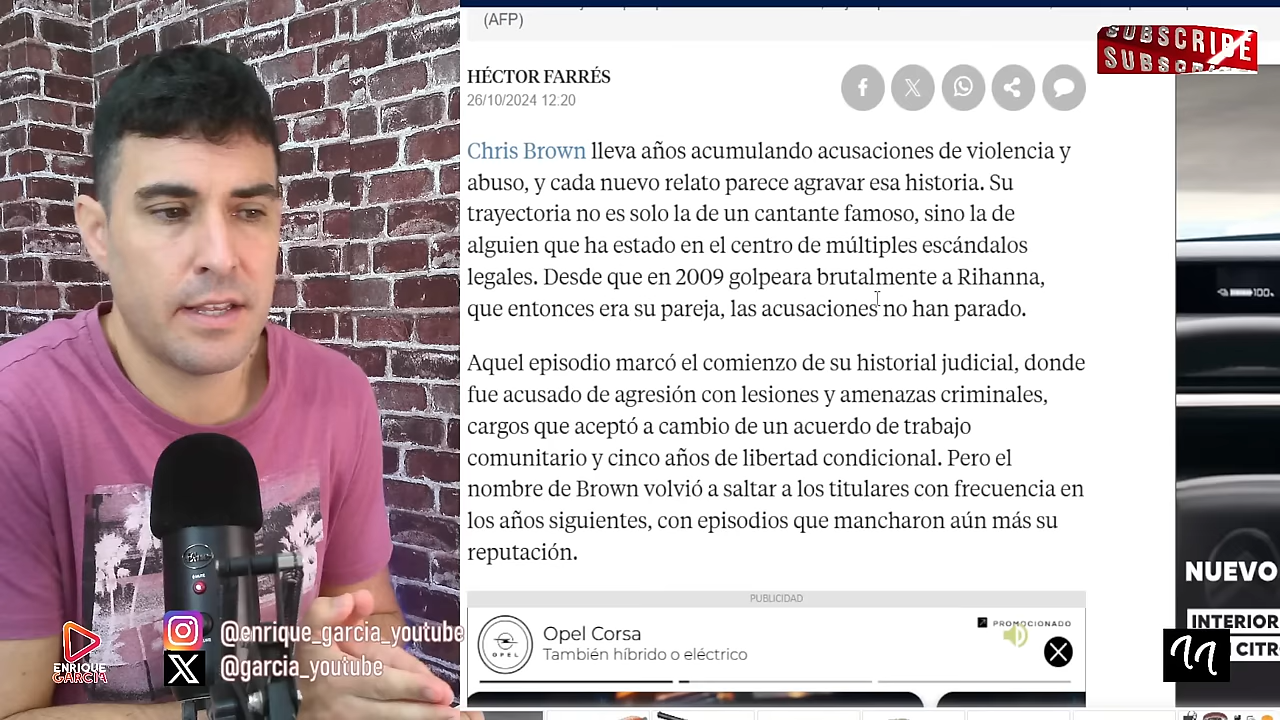 (AFP)
SUBSCRIBE
SUBSCRIBE
HÉCTOR FARRÉS
26/10/2024 12:20
Chris Brown lleva años acumulando acusaciones de violencia y
abuso, y cada nuevo relato parece agravar esa historia. Su
trayectoria no es solo la de un cantante famoso, sino la de
alguien que ha estado en el centro de múltiples escándalos
legales. Desde que en 2009 golpeara brutalmente a Rihanna,
que entonces era su pareja, las acusaciones no han parado.
Aquel episodio marcó el comienzo de su historial judicial, donde
fue acusado de agresión con lesiones y amenazas criminales,
cargos que aceptó a cambio de un acuerdo de trabajo
comunitario y cinco años de libertad condicional. Pero el
nombre de Brown volvió a saltar a los titulares con frecuencia en
los años siguientes, con episodios que mancharon aún más su
reputación.
PUBLICIDAD
Opel Corsa
También híbrido o eléctrico
OPEL
PROMOCIONADO
100%
NUEVO
INTERIOR
CITR
@enrique_garcia_youtube
@garcia_youtube
ENRIQUE
GARCIA